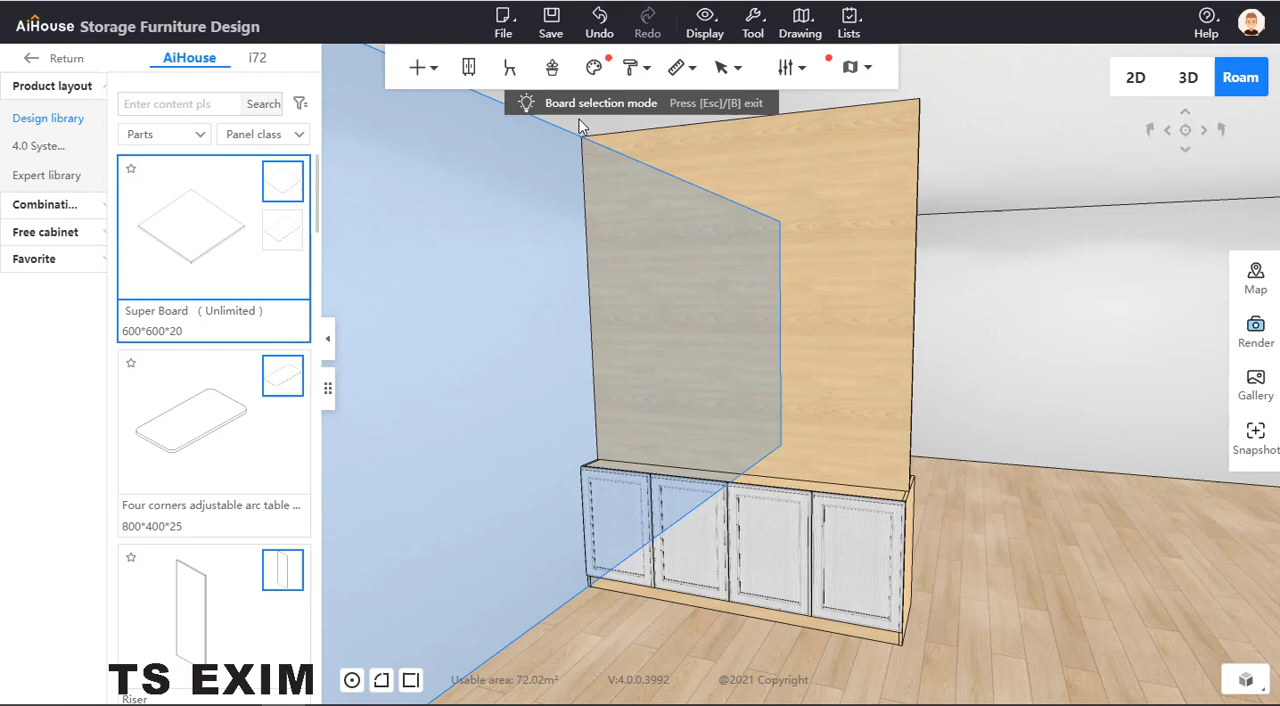 AiHouse Storage Furniture Design
File
Save
Undo
Redo
Display
Tool
Drawing
Lists
Help
Return
AiHouse
i72
Product layout
Design library
4.0 Syste...
Expert library
Combinati...
Free cabinet
Favorite
Enter content pls
Search
Parts
Panel class
Super Board （ Unlimited ）
600*600*20
Four corners adjustable arc table ...
800*400*25
Riser
TS EXIM
Board selection mode Press [Esc]/[B] exit
2D
3D
Roam
Map
Render
Gallery
Snapshot
Usable area: 72.02m²
V:4.0.0.3992
@2021 Copyright